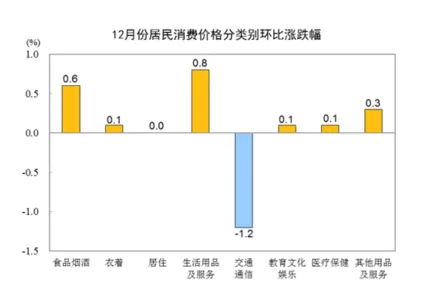 12月份居民消费价格分类别环比涨跌幅
(%)
1.0
0.5
0.0
-0.5
-1.0
-1.5
0.6
0.1
0.0
0.8
-1.2
0.1
0.1
0.3
食品烟酒
衣着
居住
生活用品
及服务
交通
通信
教育文化
娱乐
医疗保健
其他用品
及服务